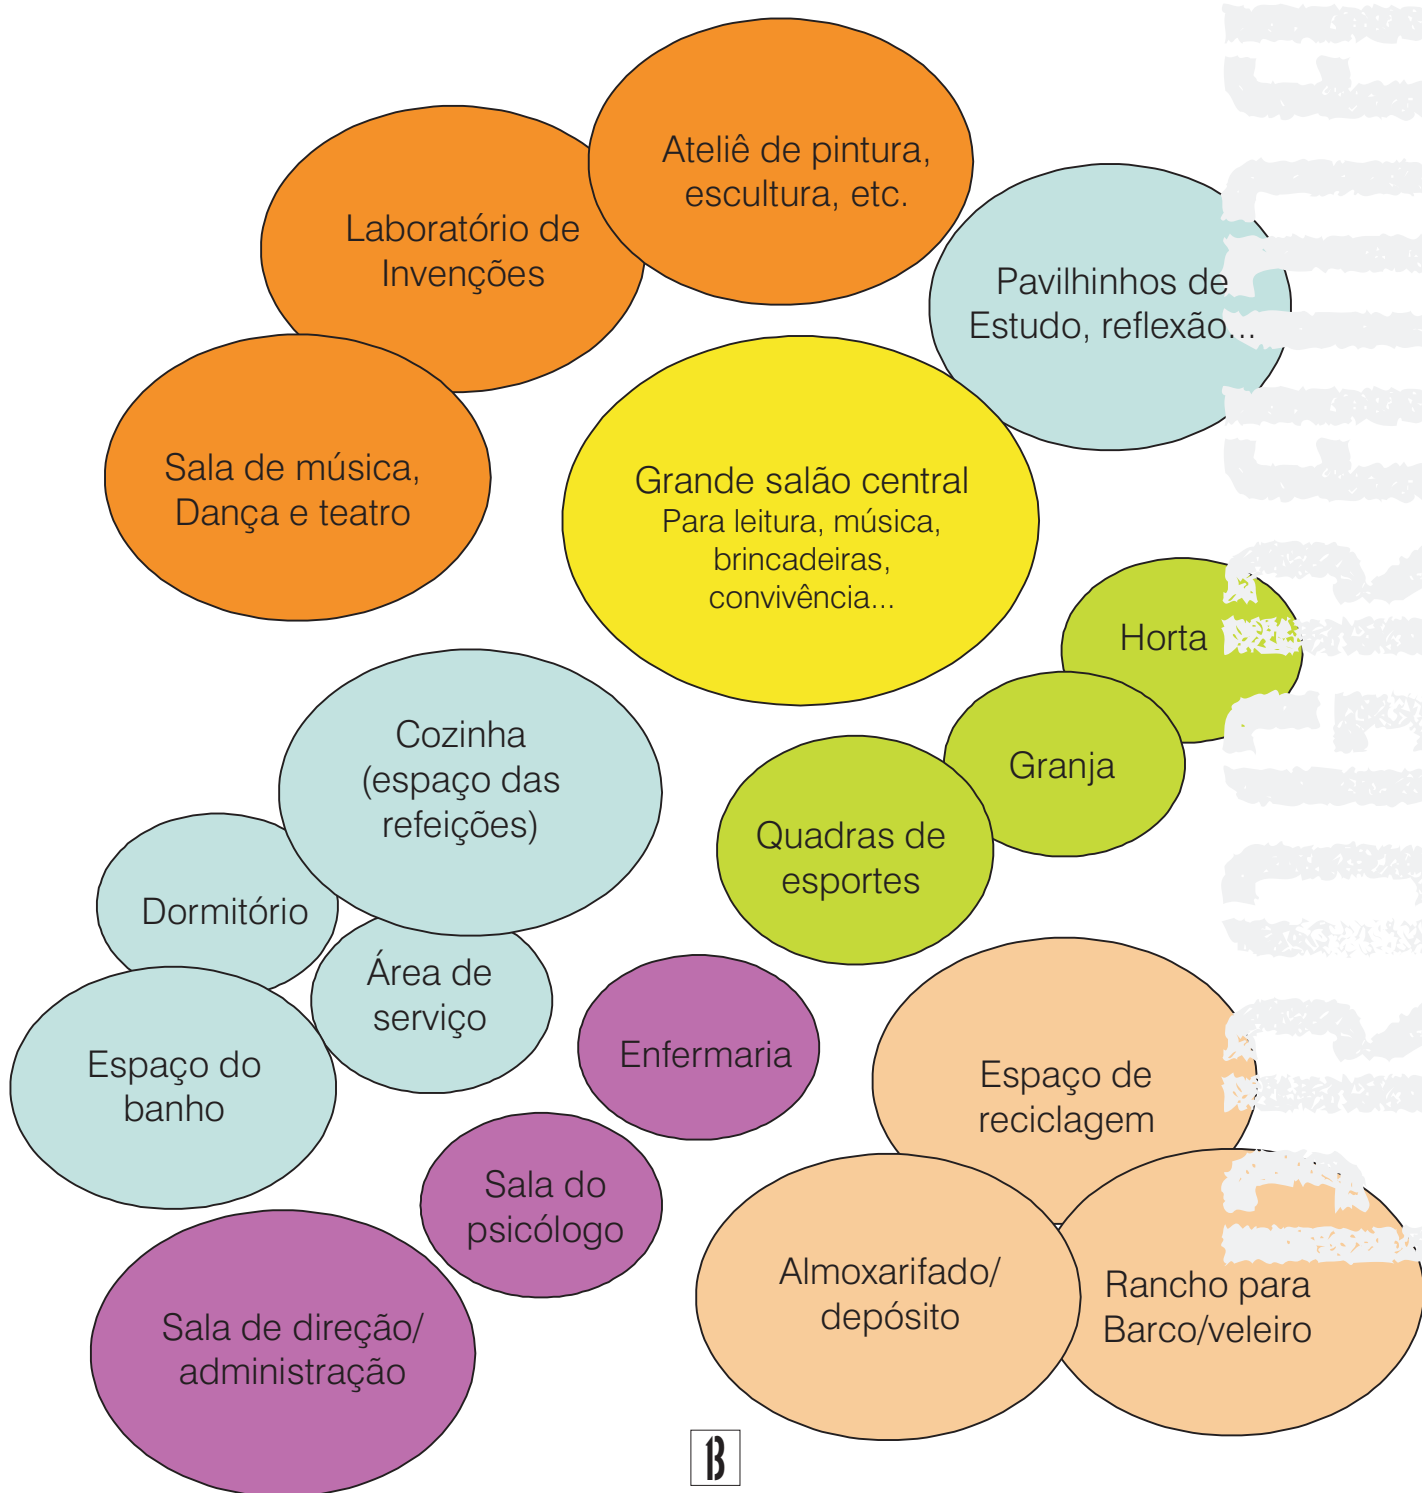 Ateliê de pintura,
escultura, etc.
Laboratório de
Invenções
Pavilhinhos de
Estudo, reflexão...
Sala de música,
Dança e teatro
Grande salão central
Para leitura, música,
brincadeiras,
convivência...
Horta
Granja
Cozinha
(espaço das
refeições)
Quadras de
esportes
Dormitório
Área de
serviço
Espaço do
banho
Enfermaria
Espaço de
reciclagem
Sala do
psicólogo
Almoxarifado/
depósito
Rancho para
Barco/veleiro
Sala de direção/
administração
13